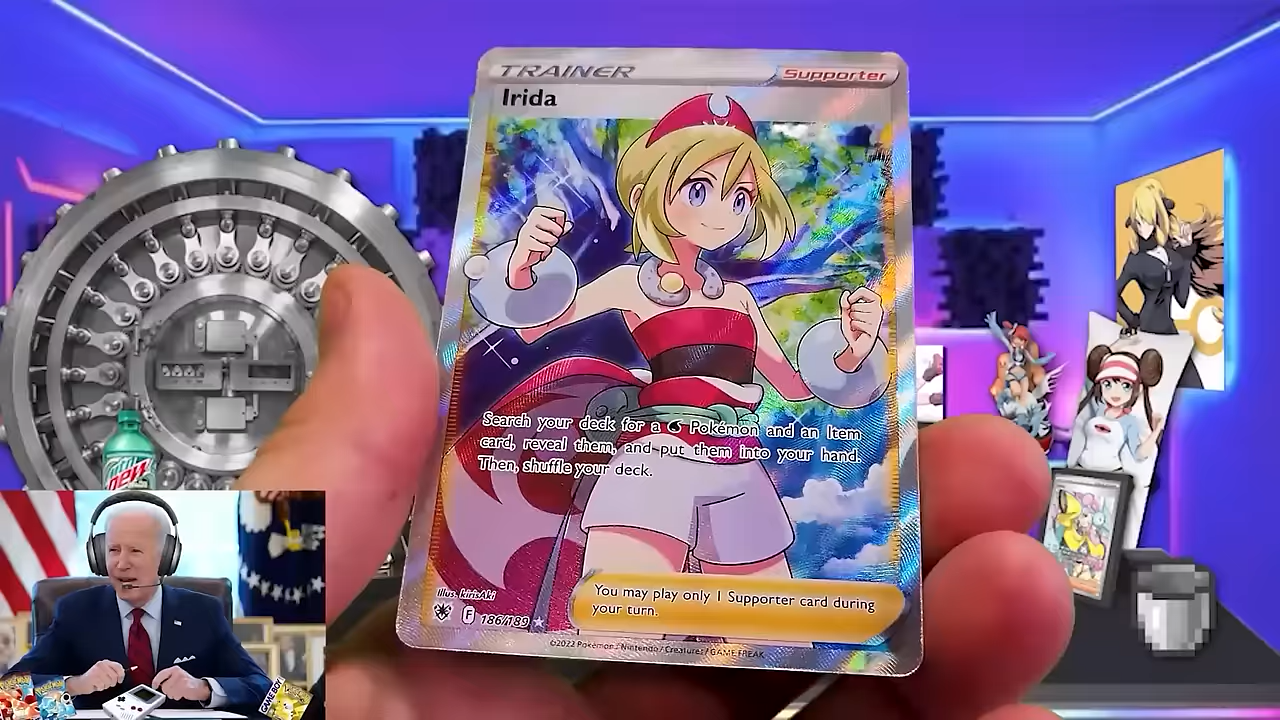 TRAINER
Supporter
Irida
Search your deck for a Pokémon and an Item
card, reveal them, and put them into your hand.
Then, shuffle your deck.
You may play only 1 Supporter card during
your turn.
Illus. kirisAki
F 186/189
©2022 Pokémon / Nintendo / Creatures / GAME FREAK
GAME BOY